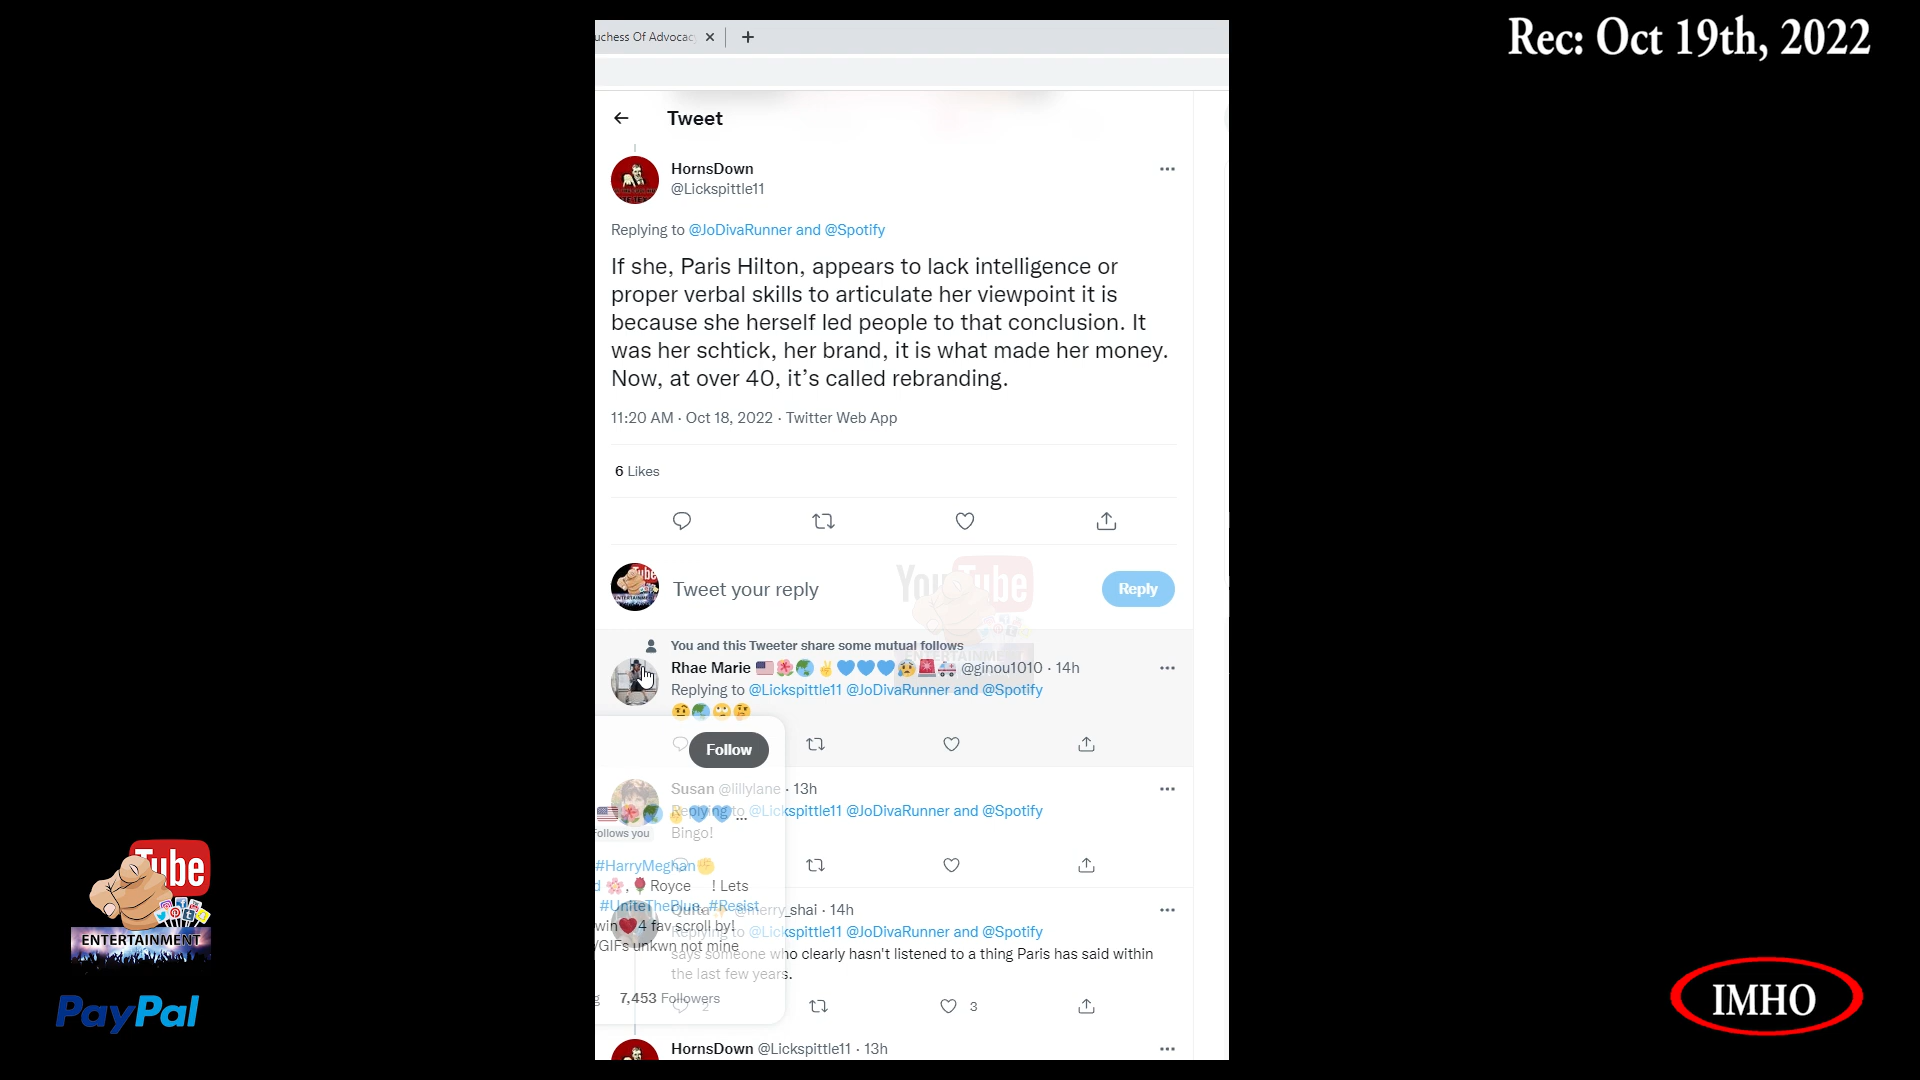 Rec: Oct 19th, 2022
uchess Of Advocac
Tweet
HornsDown
@Lickspittle11
Replying to @JoDivaRunner and @Spotify
If she, Paris Hilton, appears to lack intelligence or
proper verbal skills to articulate her viewpoint it is
because she herself led people to that conclusion. It
was her schtick, her brand, it is what made her money.
Now, at over 40, it’s called rebranding.
11:20 AM · Oct 18, 2022 · Twitter Web App
6 Likes
YouTube
ENTERTAINMENT
Tweet your reply
Reply
You and this Tweeter share some mutual follows
Rhae Marie 🇺🇸🌺🌏✌💙💙💙😰🚨🚑 @ginou1010 · 14h
Replying to @Lickspittle11 @JoDivaRunner and @Spotify
🤨🌏🙄🤔
Follow
Susan @lillylane · 13h
Replying to @Lickspittle11 @JoDivaRunner and @Spotify
Bingo!
🇺🇸🌺🌏✌💙💙...
Follows you
#HarryMeghan✊
d 🌸,🌹Royce ! Lets
#UniteTheBlue, #Resist
win❤4 fav scroll by!
/GIFs unkwn not mine
g 7,453 Followers
Quita✨ @merry_shai · 14h
Replying to @Lickspittle11 @JoDivaRunner and @Spotify
says someone who clearly hasn't listened to a thing Paris has said within
the last few years.
2
3
HornsDown @Lickspittle11 · 13h
Tube
ENTERTAINMENT
PayPal
IMHO